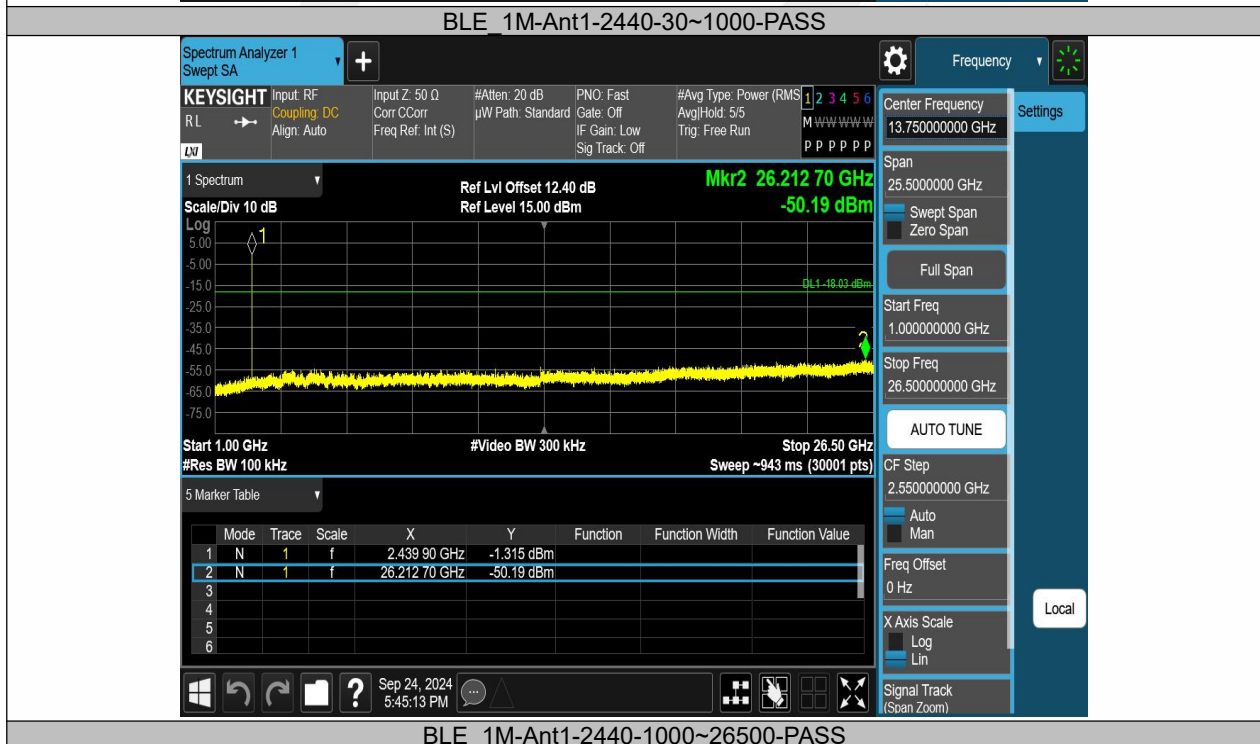 BLE_1M-Ant1-2440-30~1000-PASS
Spectrum Analyzer 1
Swept SA
Frequency
KEYSIGHT
RL
LXI
Input: RF
Coupling: DC
Align: Auto
Input Z: 50 Ω
Corr CCorr
Freq Ref: Int (S)
#Atten: 20 dB
µW Path: Standard
PNO: Fast
Gate: Off
IF Gain: Low
Sig Track: Off
#Avg Type: Power (RMS
Avg|Hold: 5/5
Trig: Free Run
1 2 3 4 5 6
M W W W W W
P P P P P P
Center Frequency
13.750000000 GHz
Settings
Span
25.5000000 GHz
Swept Span
Zero Span
Full Span
Start Freq
1.000000000 GHz
Stop Freq
26.500000000 GHz
AUTO TUNE
CF Step
2.550000000 GHz
Auto
Man
Freq Offset
0 Hz
X Axis Scale
Log
Lin
Signal Track
(Span Zoom)
Local
1 Spectrum
Scale/Div 10 dB
Ref Lvl Offset 12.40 dB
Ref Level 15.00 dBm
Mkr2 26.212 70 GHz
-50.19 dBm
Log
5.00
-5.00
-15.0
-25.0
-35.0
-45.0
-55.0
-65.0
-75.0
1
DL1 -18.03 dBm
2
Start 1.00 GHz
#Video BW 300 kHz
Stop 26.50 GHz
#Res BW 100 kHz
Sweep ~943 ms (30001 pts)
5 Marker Table
Mode Trace Scale X Y Function Function Width Function Value
1 N 1 f 2.439 90 GHz -1.315 dBm
2 N 1 f 26.212 70 GHz -50.19 dBm
3
4
5
6
?
Sep 24, 2024
5:45:13 PM
BLE_1M-Ant1-2440-1000~26500-PASS